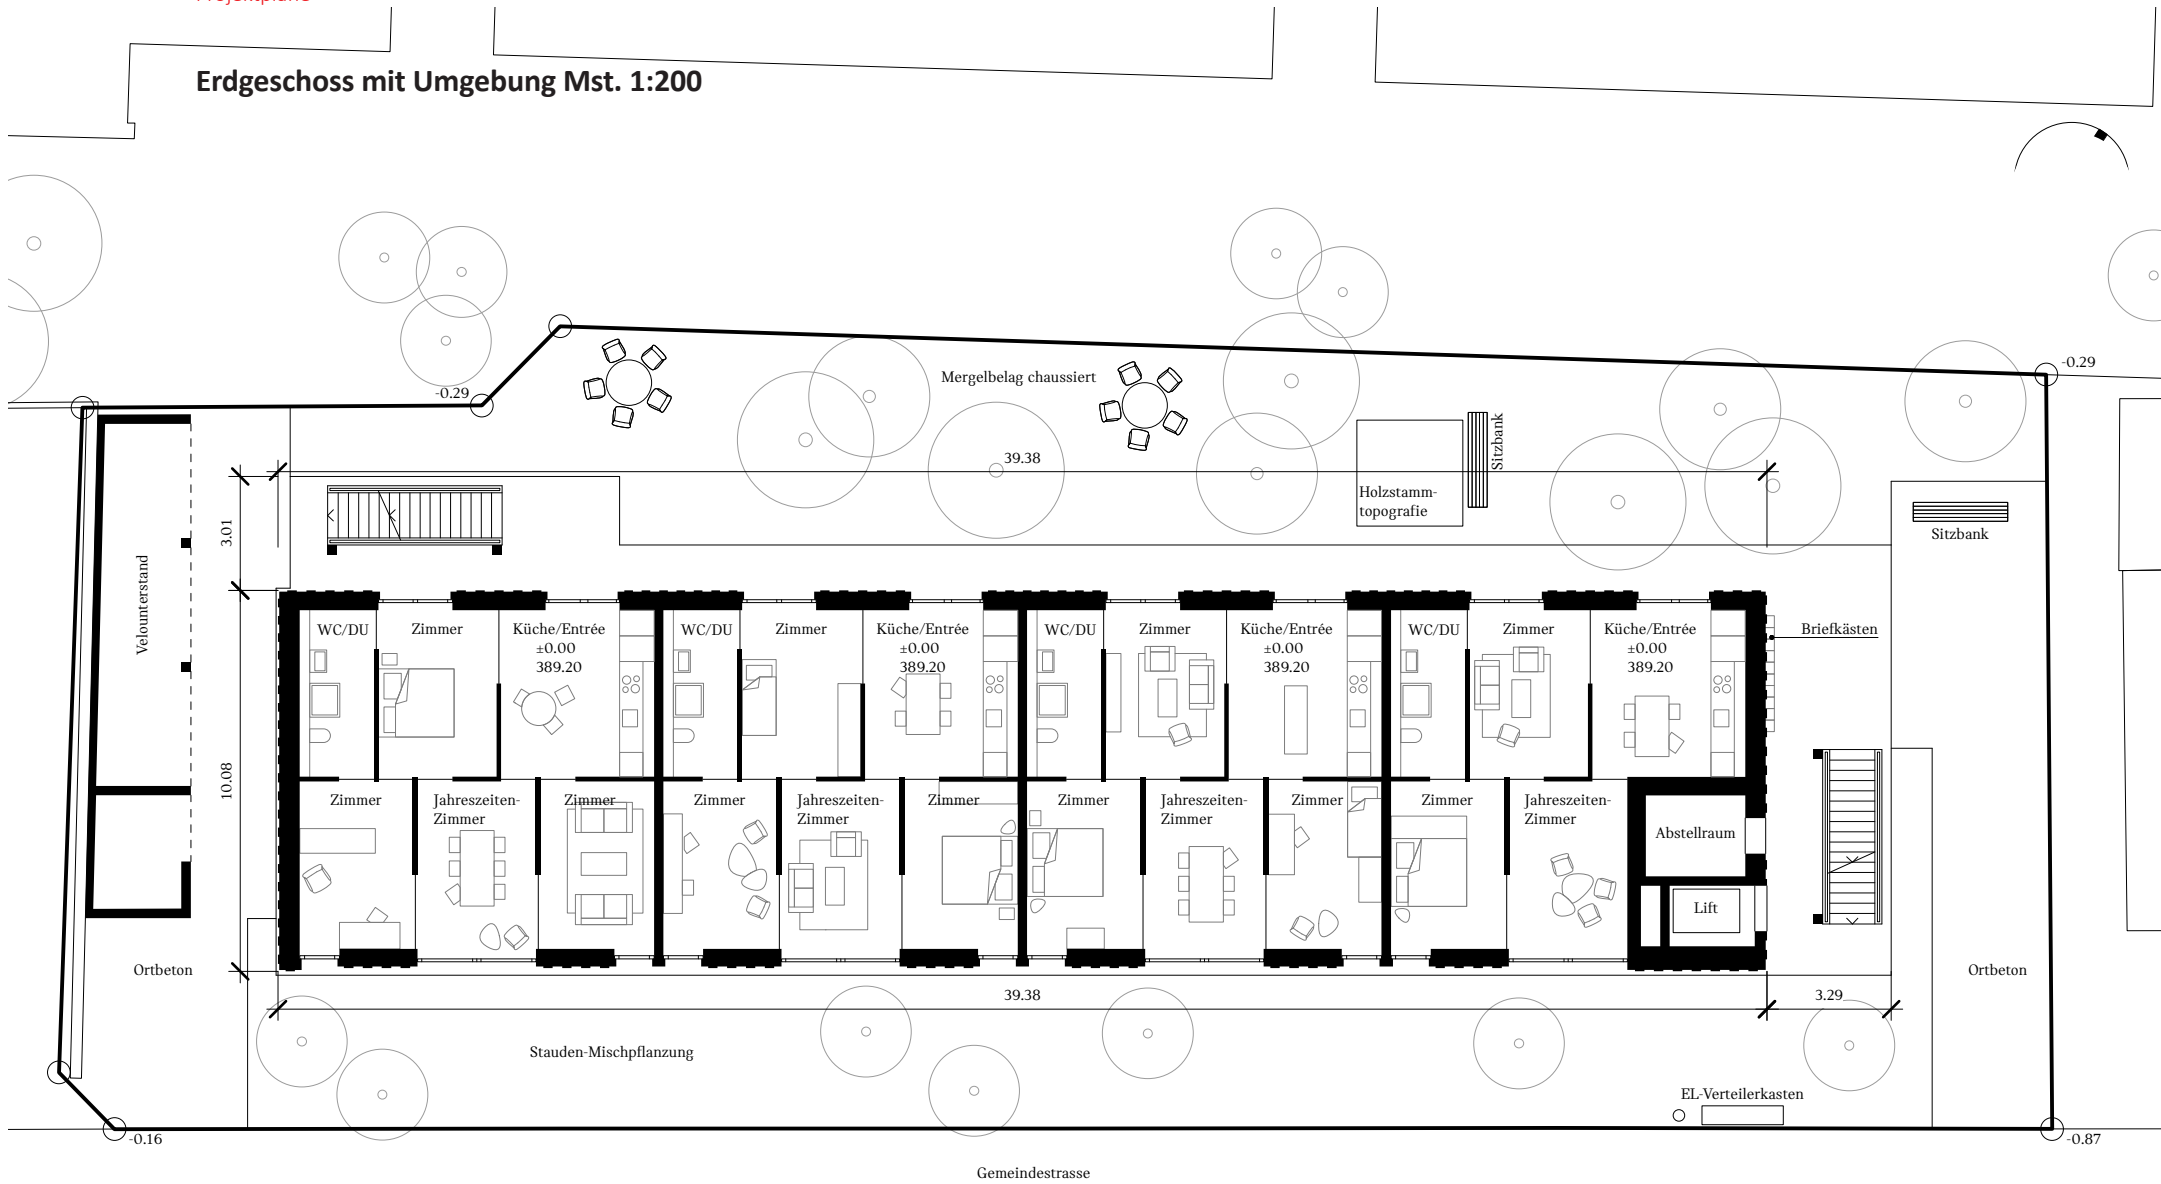 Projektpläne
Erdgeschoss mit Umgebung Mst. 1:200
-0.29
-0.29
Mergelbelag chaussiert
Sitzbank
39.38
Holzstamm-
topografie
Sitzbank
3.01
Velounterstand
WC/DU
Zimmer
Küche/Entrée
±0.00
389.20
WC/DU
Zimmer
Küche/Entrée
±0.00
389.20
WC/DU
Zimmer
Küche/Entrée
±0.00
389.20
WC/DU
Zimmer
Küche/Entrée
±0.00
389.20
Briefkästen
10.08
Zimmer
Jahreszeiten-
Zimmer
Zimmer
Zimmer
Jahreszeiten-
Zimmer
Zimmer
Zimmer
Jahreszeiten-
Zimmer
Zimmer
Zimmer
Jahreszeiten-
Zimmer
Abstellraum
Lift
Ortbeton
Ortbeton
39.38
3.29
Stauden-Mischpflanzung
EL-Verteilerkasten
-0.16
-0.87
Gemeindestrasse